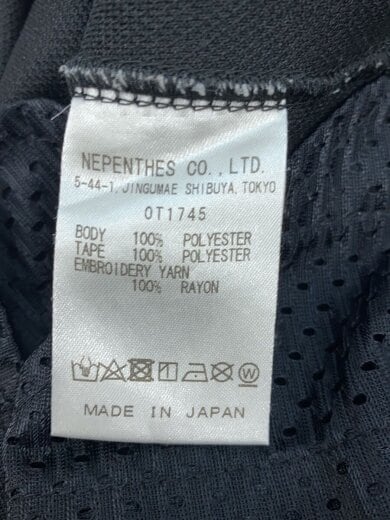 NEPENTHES CO.,LTD.
5-44-1, JINGUMAE SHIBUYA, TOKYO
OT1745
BODY 100% POLYESTER
TAPE 100% POLYESTER
EMBROIDERY YARN
100% RAYON
MADE IN JAPAN